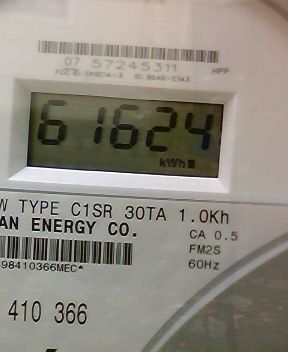 07 57245311
HPP
61624
kWh
W TYPE C1SR 30TA 1.0Kh
AN ENERGY CO.
CA 0.5
FM2S
60Hz
98410366MEC*
410 366